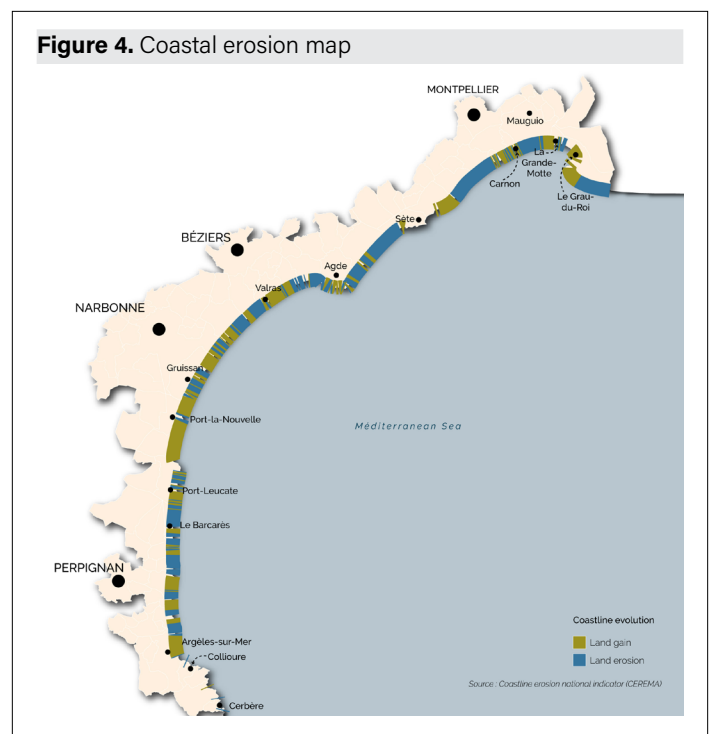 Figure 4. Coastal erosion map
MONTPELLIER
Mauguio
La
Grande-
Motte
Carnon
Le Grau-
du-Roi
Sète
BÉZIERS
Agde
Valras
NARBONNE
Gruissan
Port-la-Nouvelle
Méditerranean Sea
Port-Leucate
Le Barcarès
PERPIGNAN
Coastline evolution
Land gain
Land erosion
Argèles-sur-Mer
Collioure
Source : Coastline erosion national indicator (CEREMA)
Cerbère